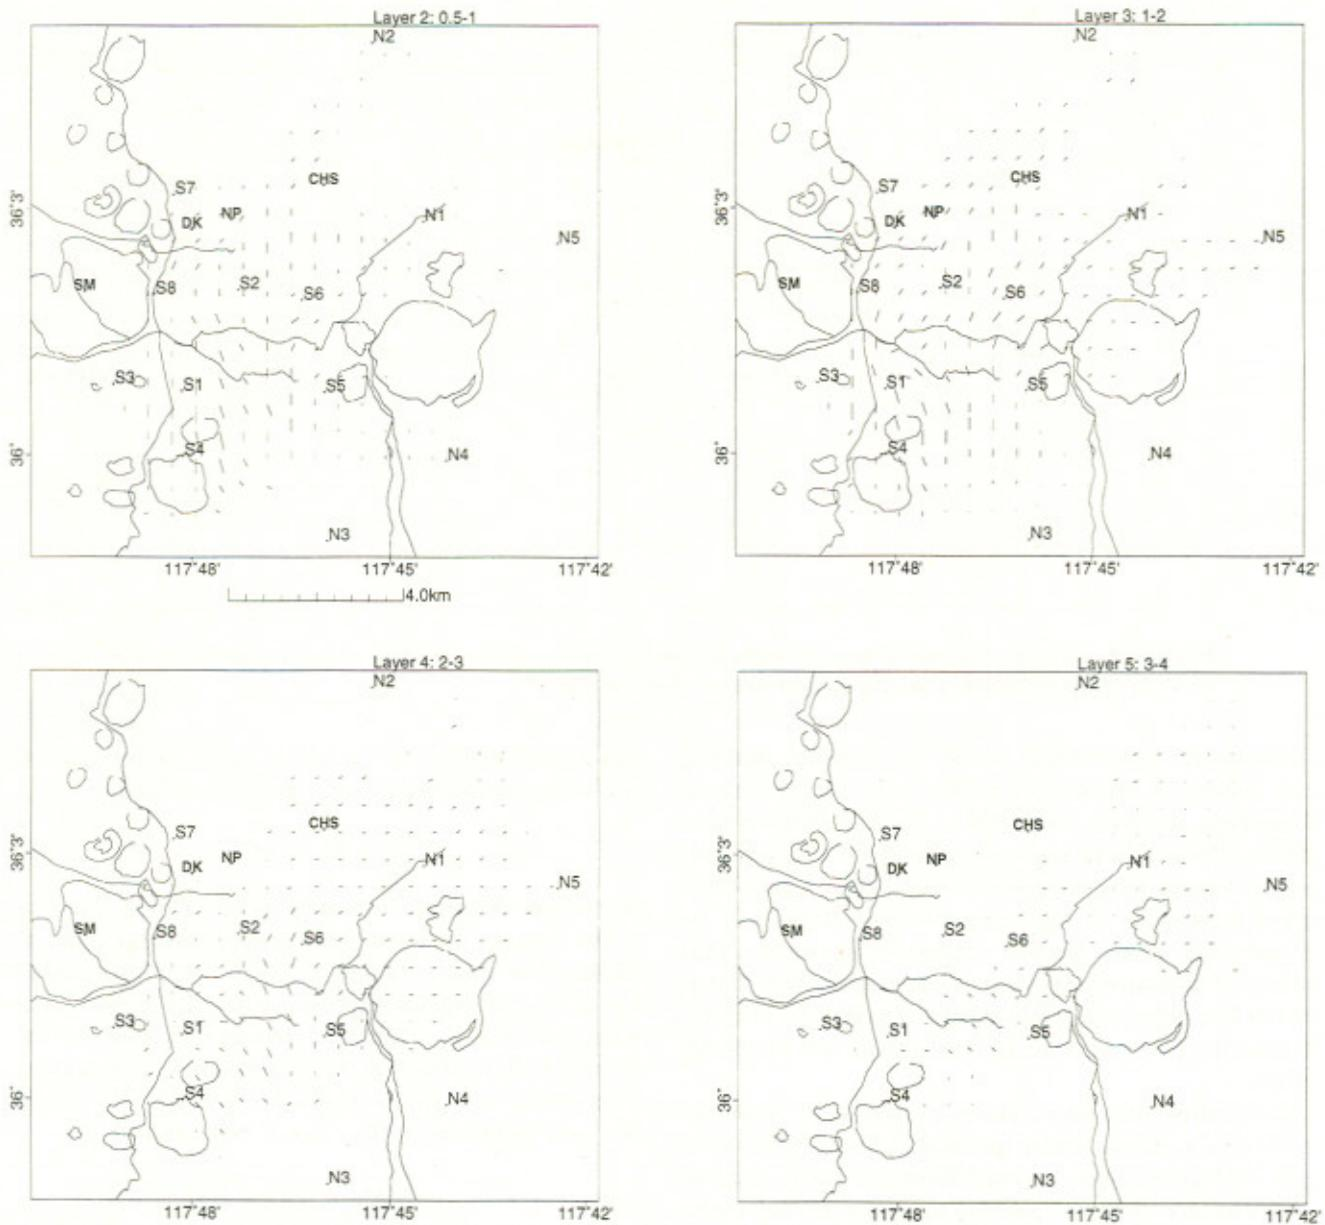 Layer 2: 0.5-1
N2
S7
CHS
DK
NP
N1
N5
SM
S8
S2
S6
S3
S1
S5
S4
N4
N3
36°3'
36°
117°48'
117°45'
117°42'
4.0km
Layer 3: 1-2
N2
S7
CHS
DK
NP
N1
N5
SM
S8
S2
S6
S3
S1
S5
S4
N4
N3
36°3'
36°
117°48'
117°45'
117°42'
Layer 4: 2-3
N2
S7
CHS
DK
NP
N1
N5
SM
S8
S2
S6
S3
S1
S5
S4
N4
N3
36°3'
36°
117°48'
117°45'
117°42'
Layer 5: 3-4
N2
S7
CHS
DK
NP
N1
N5
SM
S8
S2
S6
S3
S1
S5
S4
N4
N3
36°3'
36°
117°48'
117°45'
117°42'